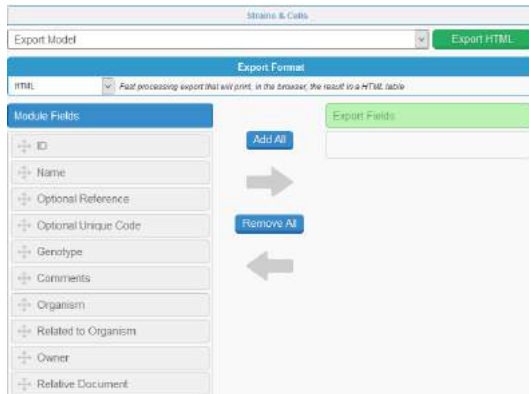 Strains & Cells
Export Model
Export HTML
Export Format
HTML
Fast processing export that will print, in the browser, the result in a HTML table
Module Fields
Export Fields
ID
Add All
Name
Optional Reference
Optional Unique Code
Remove All
Genotype
Comments
Organism
Related to Organism
Owner
Relative Document